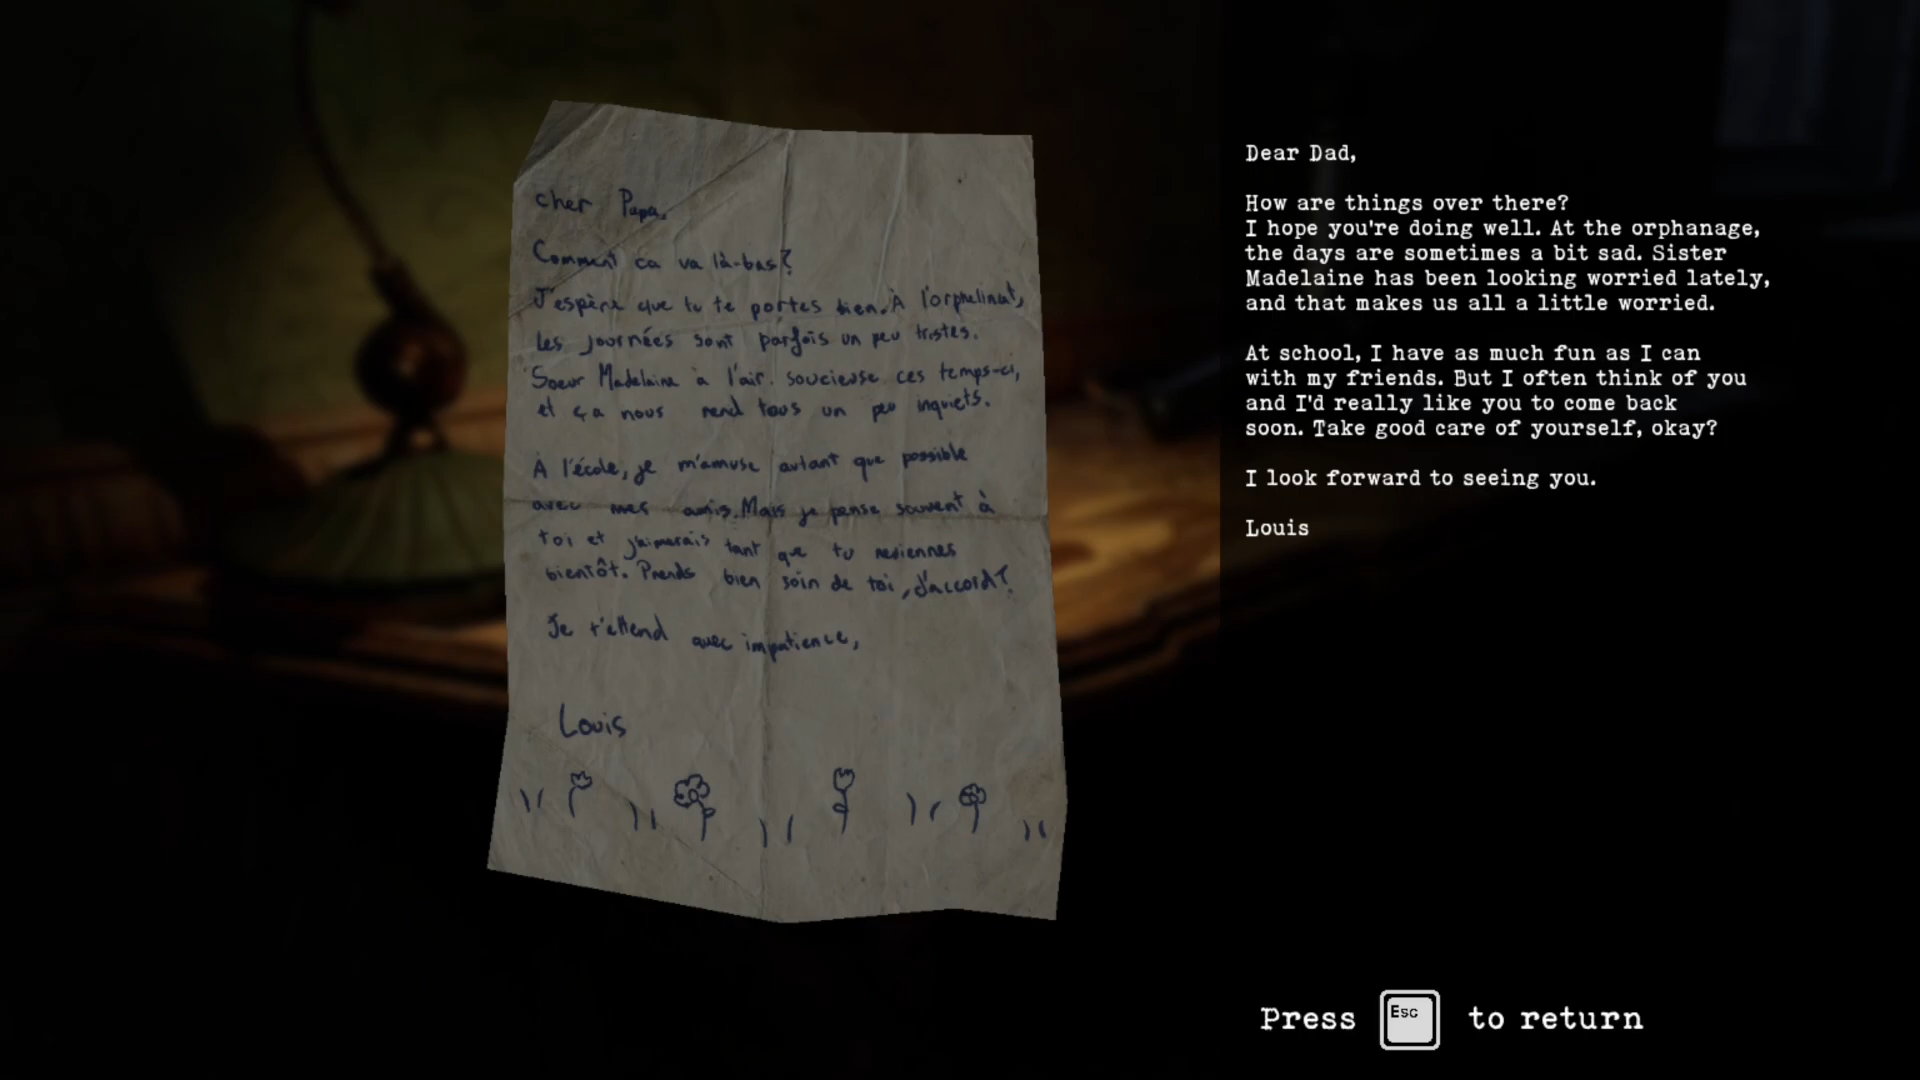 cher Papa.
Comment ca va là-bas?
J'espère que tu te portes bien. À l'orphelinat,
les journées sont parfois un peu tristes.
Soeur Madelaine a l'air soucieuse ces temps-ci,
et ça nous rend tous un peu inquiets.
À l'école, je m'amuse autant que possible
avec mes amis. Mais je pense souvent à
toi et j'aimerais tant que tu reviennes
bientôt. Prends bien soin de toi, d'accord?
Je t'attend avec impatience,
Louis
Dear Dad,
How are things over there?
I hope you're doing well. At the orphanage,
the days are sometimes a bit sad. Sister
Madelaine has been looking worried lately,
and that makes us all a little worried.
At school, I have as much fun as I can
with my friends. But I often think of you
and I'd really like you to come back
soon. Take good care of yourself, okay?
I look forward to seeing you.
Louis
Press Esc to return